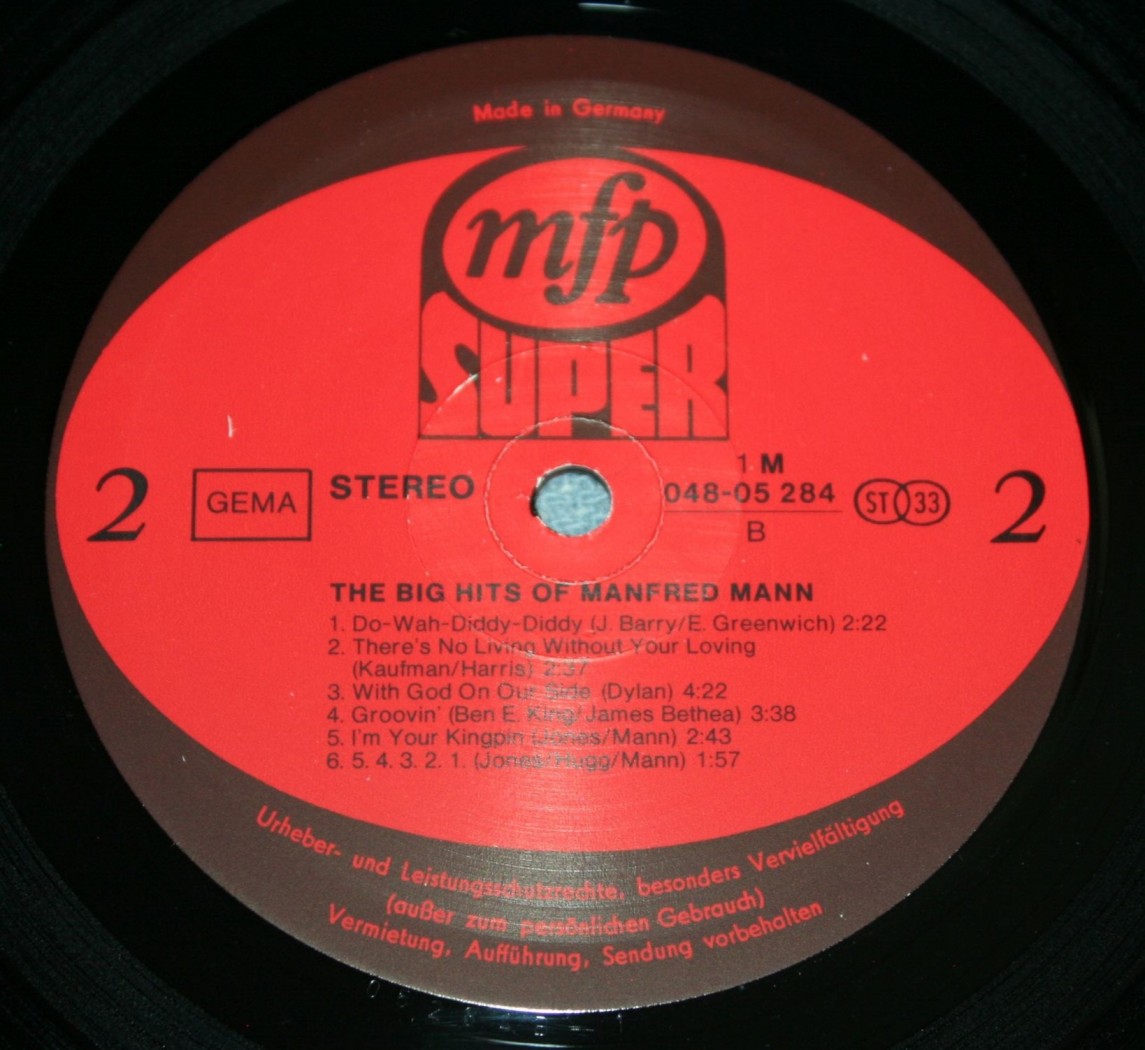 Made in Germany
mfp
SUPER
2
GEMA
STEREO
1 M
048-05 284
B
ST 33
2
THE BIG HITS OF MANFRED MANN
1. Do-Wah-Diddy-Diddy (J. Barry/E. Greenwich) 2:22
2. There's No Living Without Your Loving
(Kaufman/Harris) 2:37
3. With God On Our Side (Dylan) 4:22
4. Groovin' (Ben E. King/James Bethea) 3:38
5. I'm Your Kingpin (Jones/Mann) 2:43
6. 5. 4. 3. 2. 1. (Jones/Hugg/Mann) 1:57
Urheber- und Leistungsschutzrechte, besonders Vervielfältigung
(außer zum persönlichen Gebrauch)
Vermietung, Aufführung, Sendung vorbehalten